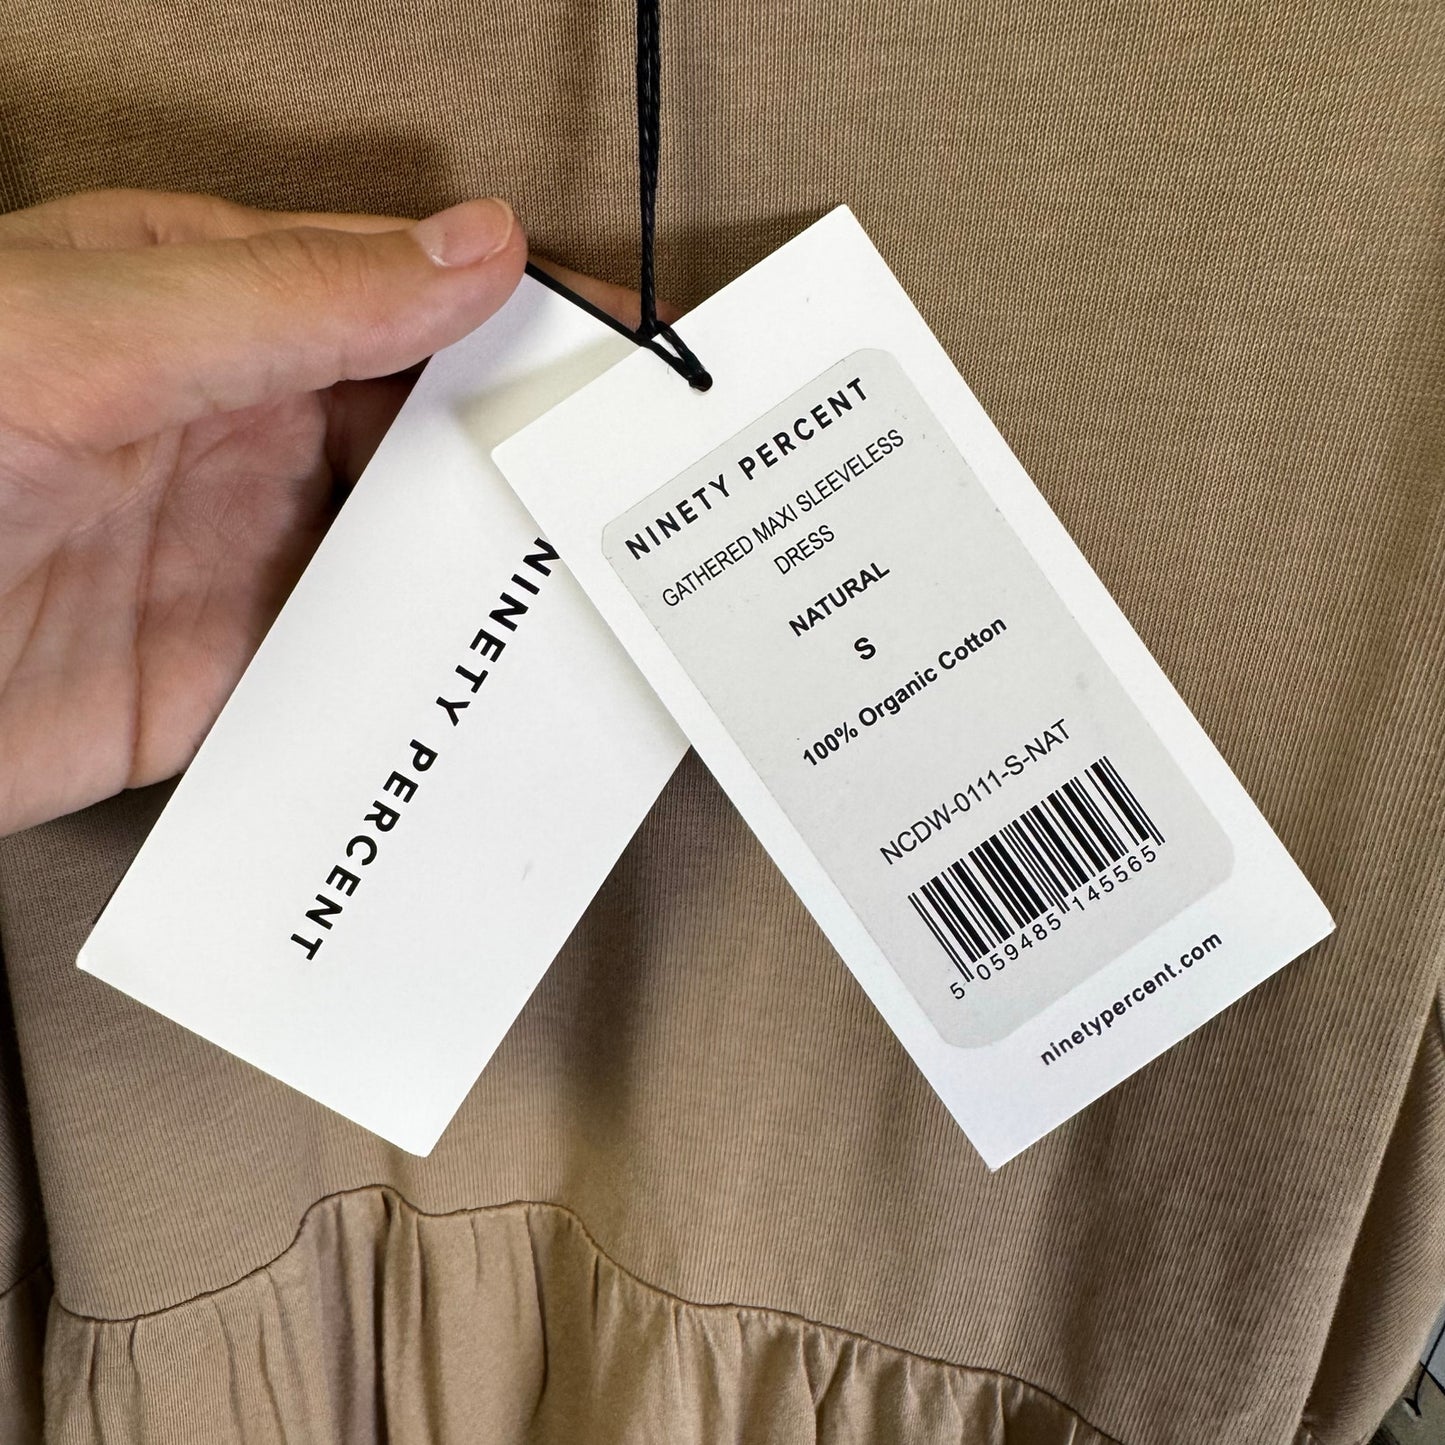 NINETY PERCENT
NINETY PERCENT
GATHERED MAXI SLEEVELESS
DRESS
NATURAL
S
100% Organic Cotton
NCDW-0111-S-NAT
5 059485 145565
ninetypercent.com